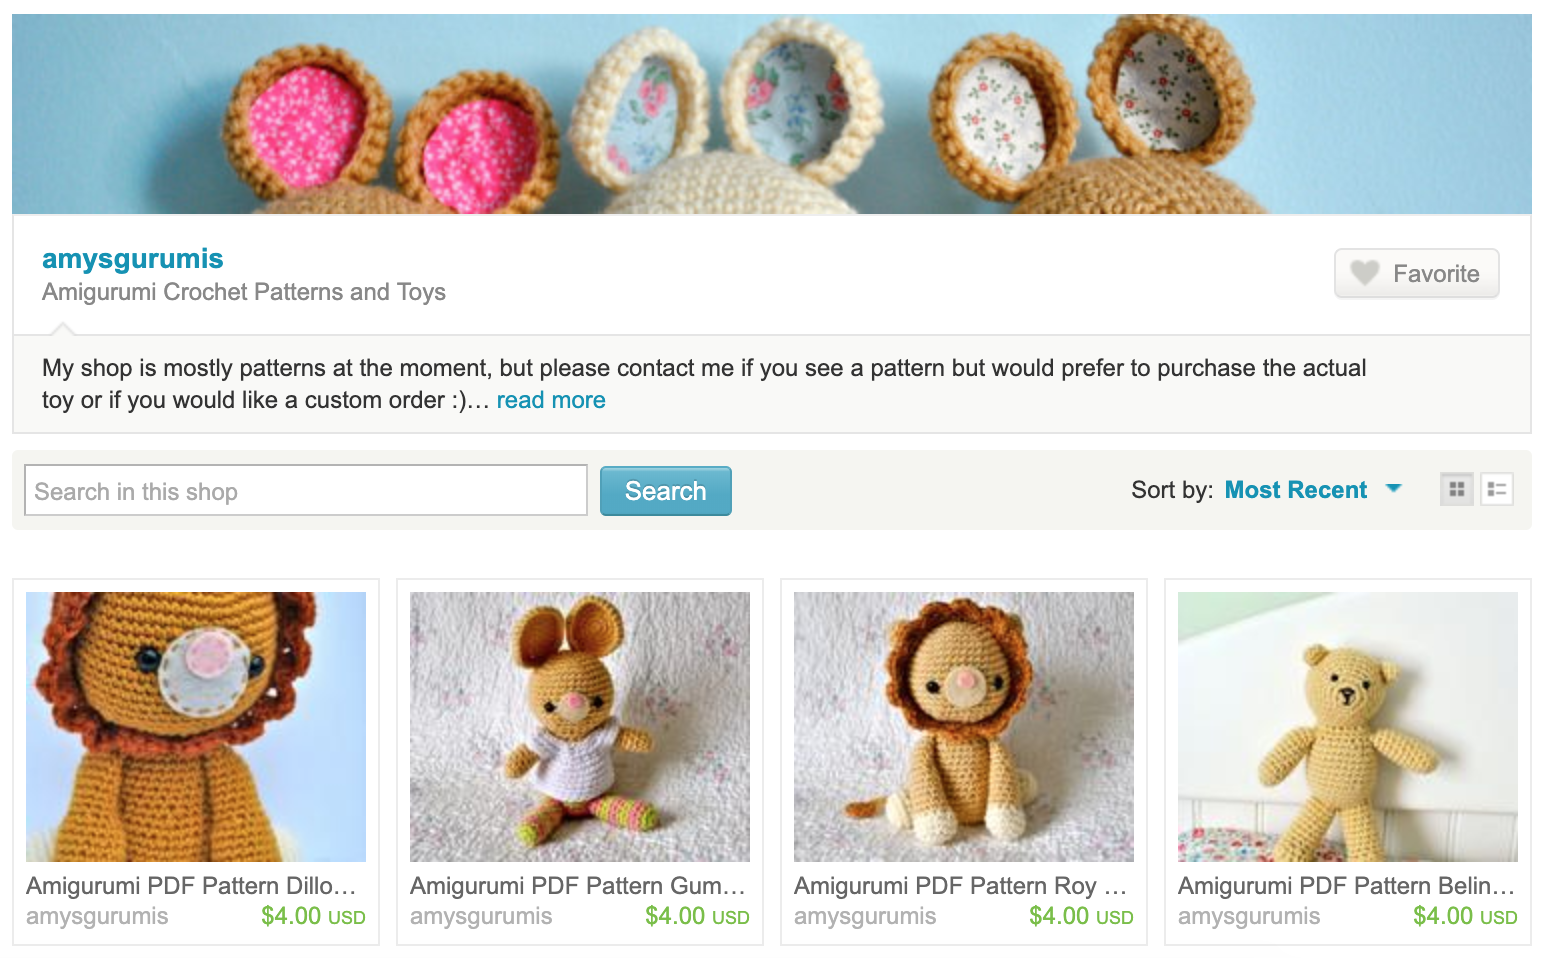 amysgurumis
Amigurumi Crochet Patterns and Toys
Favorite
My shop is mostly patterns at the moment, but please contact me if you see a pattern but would prefer to purchase the actual
toy or if you would like a custom order :)... read more
Search in this shop
Search
Sort by: Most Recent
Amigurumi PDF Pattern Dillo...
amysgurumis $4.00 USD
Amigurumi PDF Pattern Gum...
amysgurumis $4.00 USD
Amigurumi PDF Pattern Roy ...
amysgurumis $4.00 USD
Amigurumi PDF Pattern Belin...
amysgurumis $4.00 USD